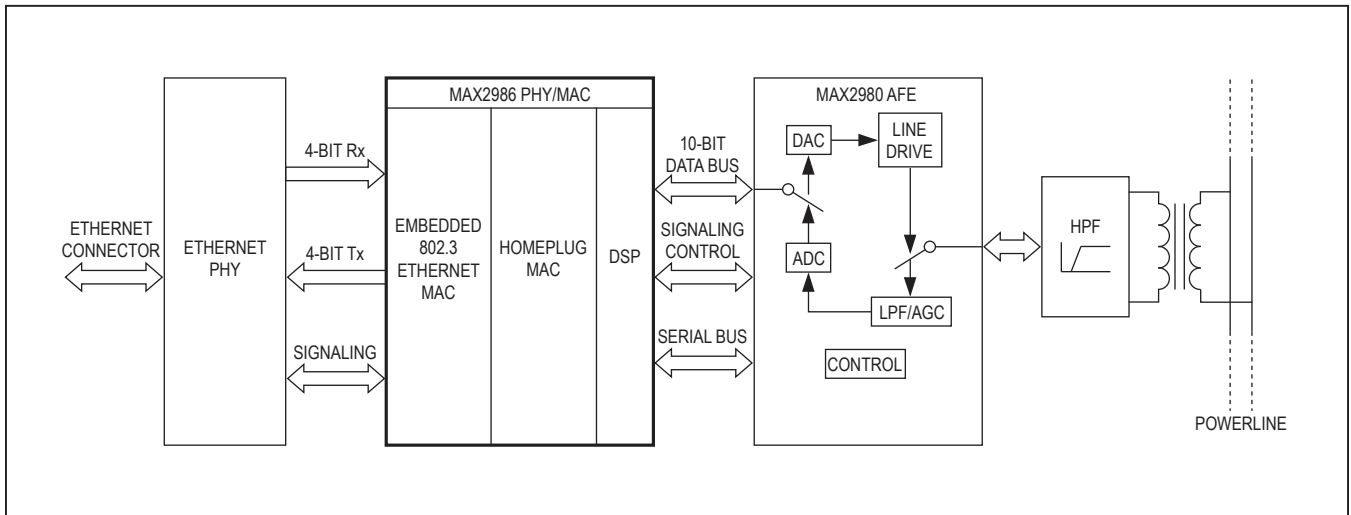 ETHERNET
CONNECTOR
ETHERNET
PHY
4-BIT Rx
4-BIT Tx
SIGNALING
MAX2986 PHY/MAC
EMBEDDED
802.3
ETHERNET
MAC
HOMEPLUG
MAC
DSP
10-BIT
DATA BUS
SIGNALING
CONTROL
SERIAL BUS
MAX2980 AFE
DAC
LINE
DRIVE
ADC
LPF/AGC
CONTROL
HPF
POWERLINE